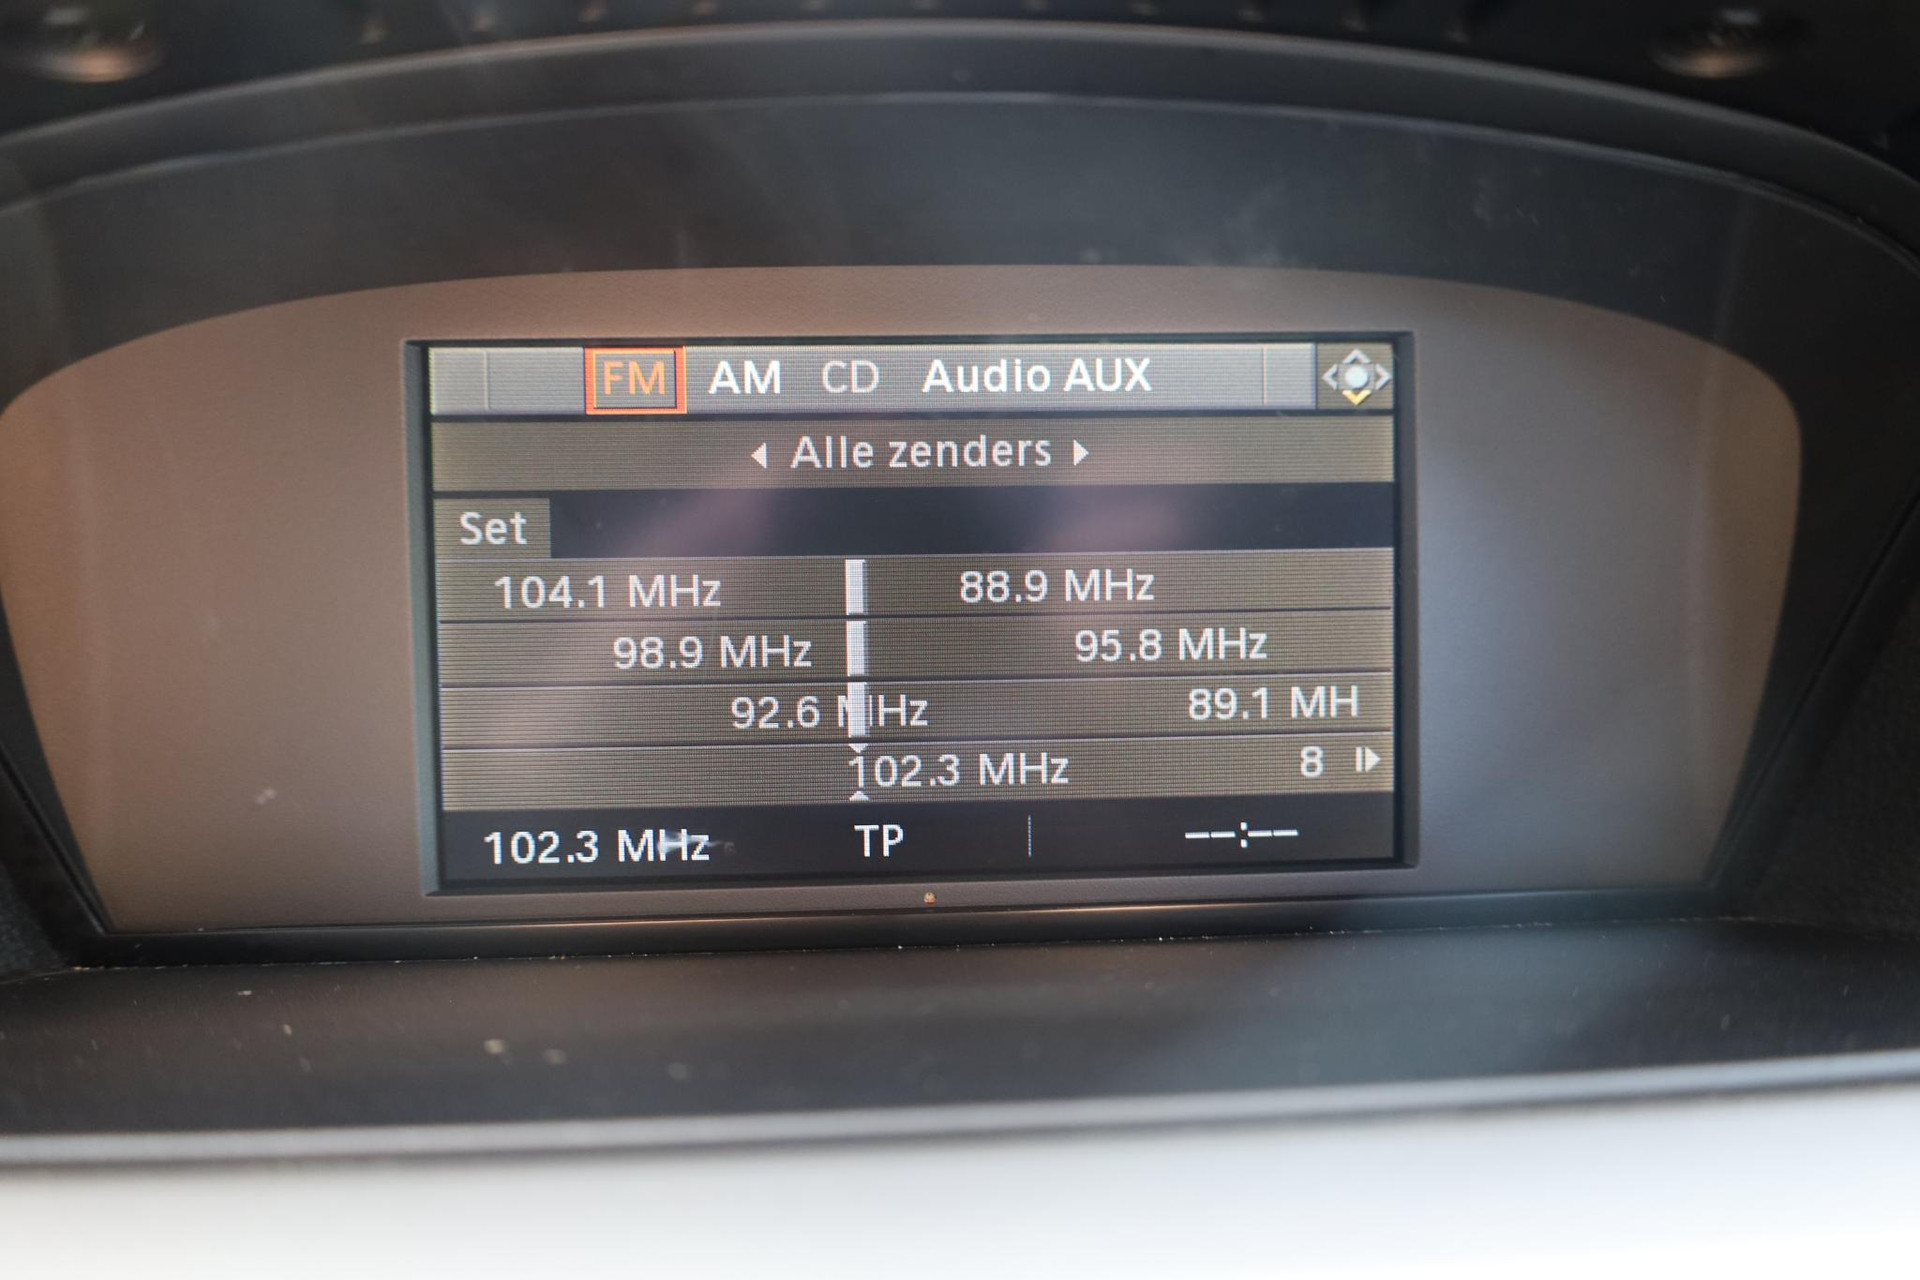 FM AM CD Audio AUX
Alle zenders
Set
104.1 MHz 88.9 MHz
98.9 MHz 95.8 MHz
92.6 MHz 89.1 MH
102.3 MHz 8
102.3 MHz TP --:--